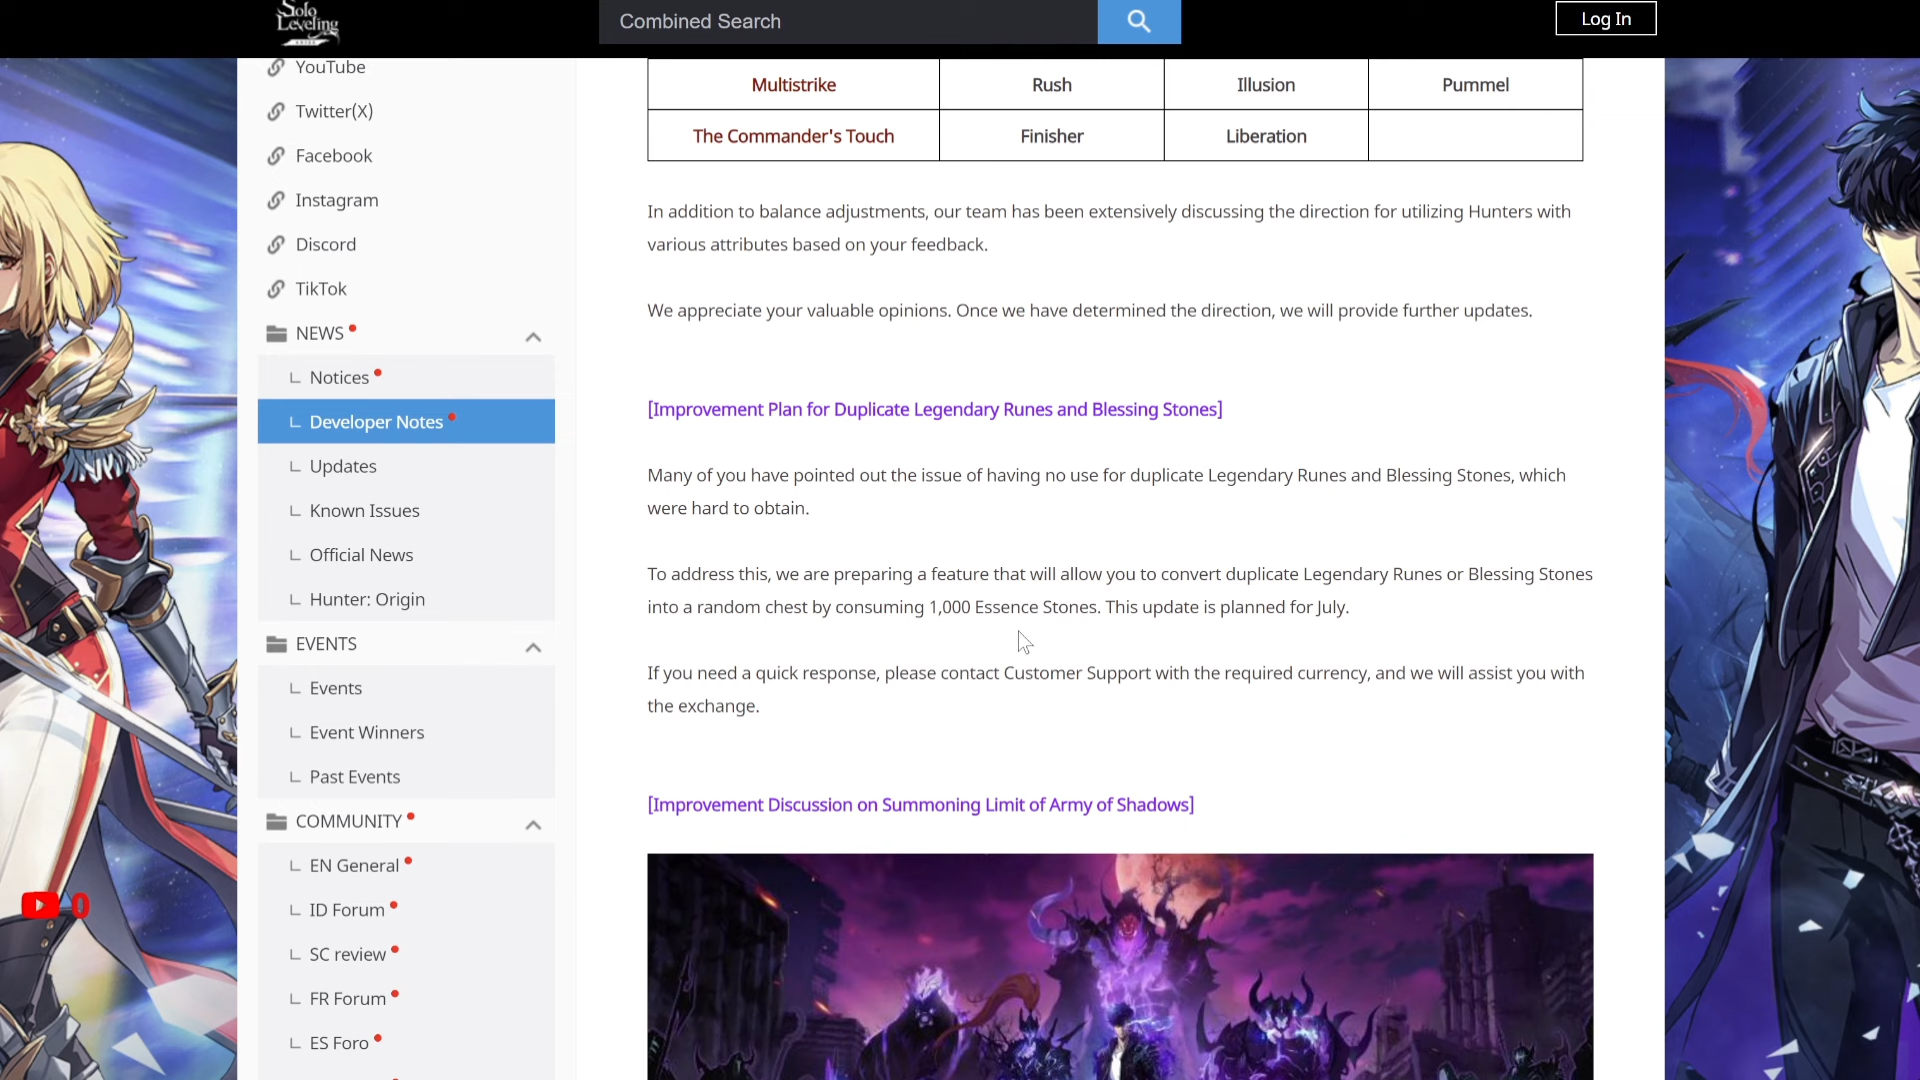 Solo
Leveling
Combined Search
Log In
YouTube
Twitter(X)
Facebook
Instagram
Discord
TikTok
NEWS
Notices
Developer Notes
Updates
Known Issues
Official News
Hunter: Origin
EVENTS
Events
Event Winners
Past Events
COMMUNITY
EN General
ID Forum
SC review
FR Forum
ES Foro
0
Multistrike Rush Illusion Pummel
The Commander's Touch Finisher Liberation
In addition to balance adjustments, our team has been extensively discussing the direction for utilizing Hunters with
various attributes based on your feedback.
We appreciate your valuable opinions. Once we have determined the direction, we will provide further updates.
[Improvement Plan for Duplicate Legendary Runes and Blessing Stones]
Many of you have pointed out the issue of having no use for duplicate Legendary Runes and Blessing Stones, which
were hard to obtain.
To address this, we are preparing a feature that will allow you to convert duplicate Legendary Runes or Blessing Stones
into a random chest by consuming 1,000 Essence Stones. This update is planned for July.
If you need a quick response, please contact Customer Support with the required currency, and we will assist you with
the exchange.
[Improvement Discussion on Summoning Limit of Army of Shadows]